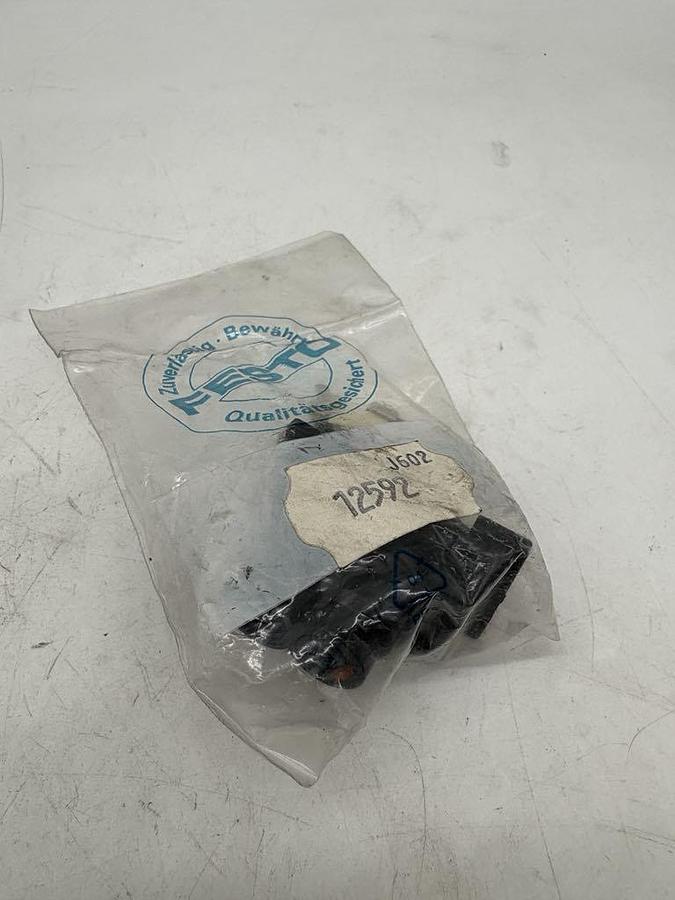 Zuverlässig · Bewährt
FESTO
Qualitätsgesichert
J602
12592